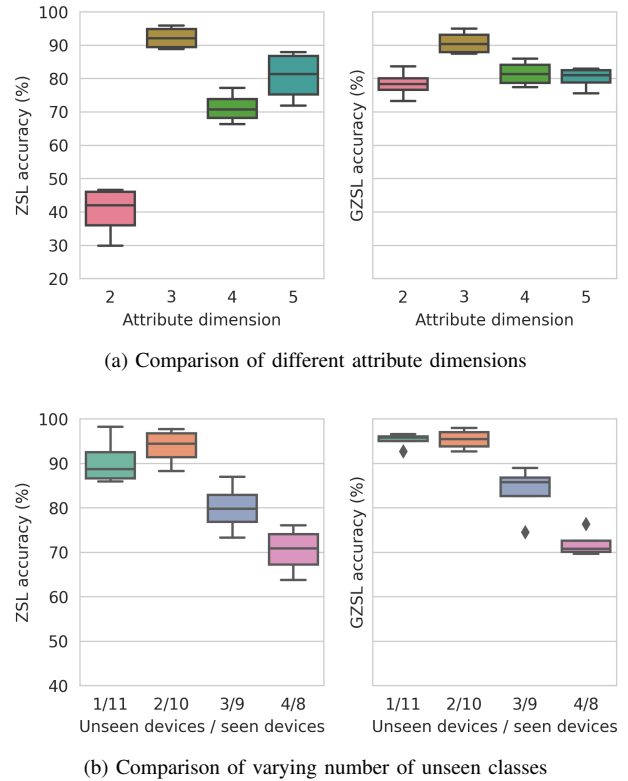 100
90
80
70
60
50
40
30
20
ZSL accuracy (%)
2 3 4 5
Attribute dimension
GZSL accuracy (%)
2 3 4 5
Attribute dimension
(a) Comparison of different attribute dimensions
100
90
80
70
60
50
40
ZSL accuracy (%)
1/11 2/10 3/9 4/8
Unseen devices / seen devices
GZSL accuracy (%)
1/11 2/10 3/9 4/8
Unseen devices / seen devices
(b) Comparison of varying number of unseen classes